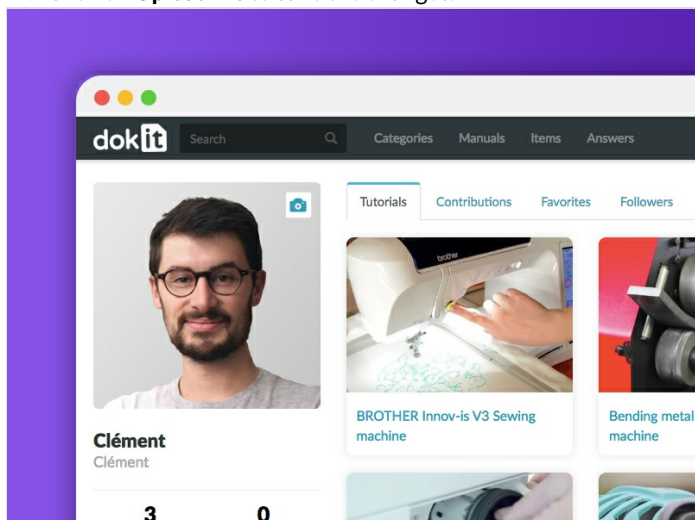 dokit
Search
Categories Manuals Items Answers
Tutorials Contributions Favorites Followers
brother
BROTHER Innov-is V3 Sewing
machine
Bending metal
machine
Clément
Clément
3 0